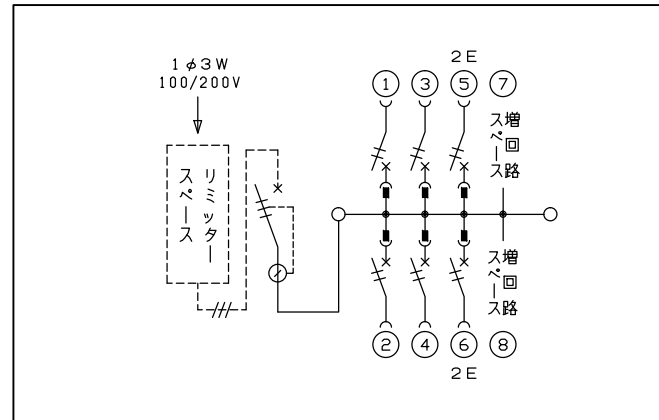 1φ3W
100/200V
リミッター
スペース
2E
① ③ ⑤ ⑦
増回路
スペース
増回路
スペース
② ④ ⑥ ⑧
2E